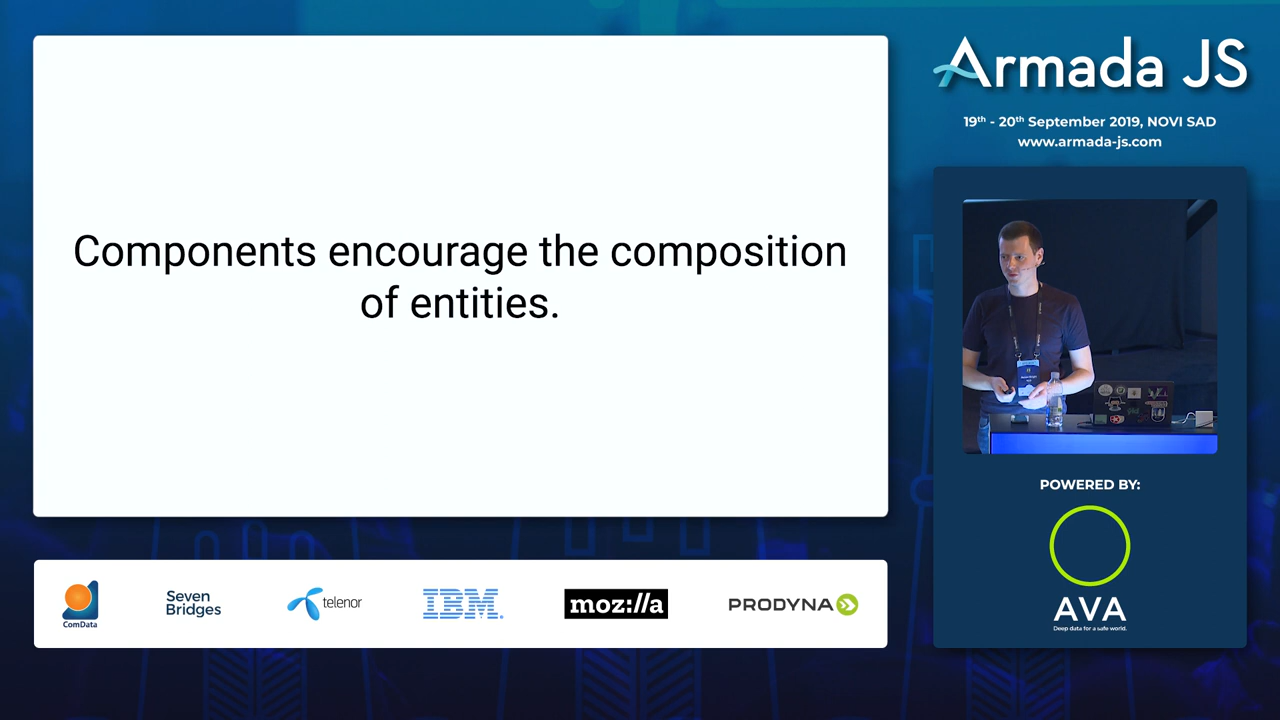 Components encourage the composition
of entities.
Armada JS
19th - 20th September 2019, NOVI SAD
www.armada-js.com
POWERED BY:
AVA
Deep data for a safe world.
ComData
Seven
Bridges
telenor
IBM
moz://a
PRODYNA